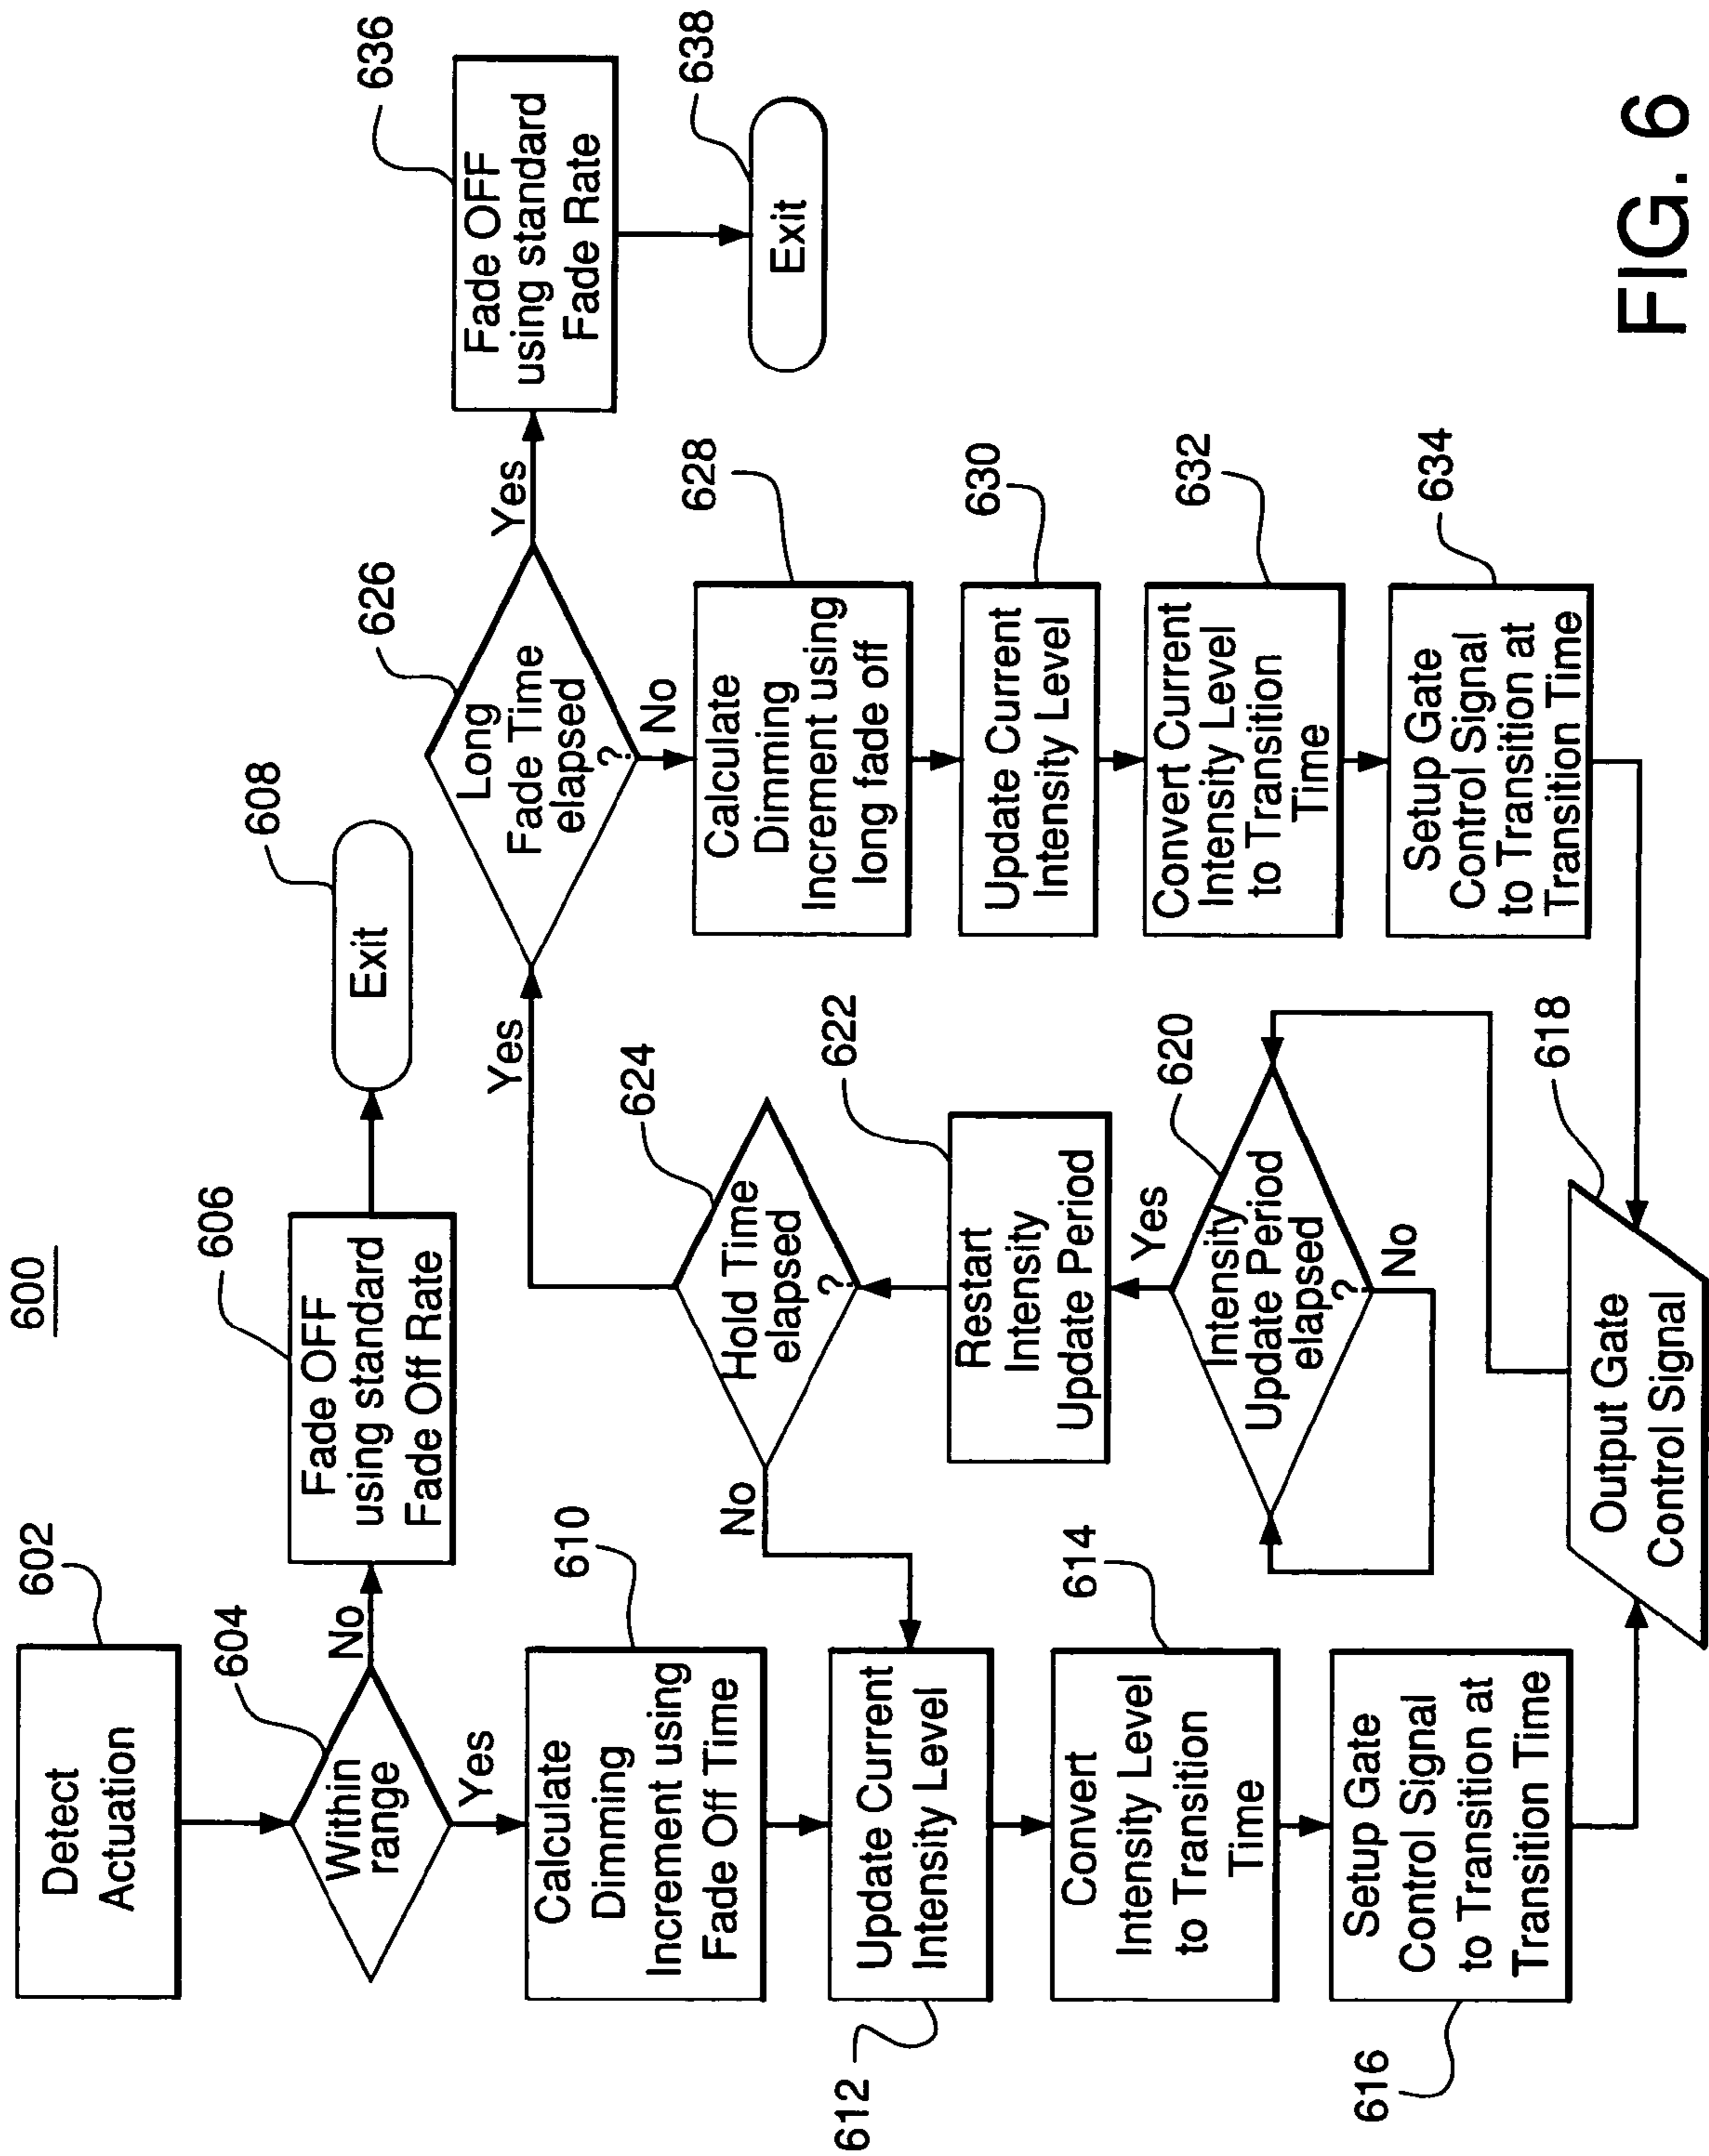 600
602
Detect
Actuation
604
Within
range
No
Yes
606
Fade OFF
using standard
Fade Off Rate
608
Exit
610
Calculate
Dimming
Increment using
Fade Off Time
612
Update Current
Intensity Level
614
Convert
Intensity Level
to Transition
Time
616
Setup Gate
Control Signal
to Transition at
Transition Time
618
Output Gate
Control Signal
620
Intensity
Update Period
elapsed
?
No
Yes
622
Restart
Intensity
Update Period
624
Hold Time
elapsed
?
No
Yes
626
Long
Fade Time
elapsed
?
No
Yes
628
Calculate
Dimming
Increment using
long fade off
630
Update Current
Intensity Level
632
Convert Current
Intensity Level
to Transition
Time
634
Setup Gate
Control Signal
to Transition at
Transition Time
636
Fade OFF
using standard
Fade Rate
638
Exit
FIG. 6